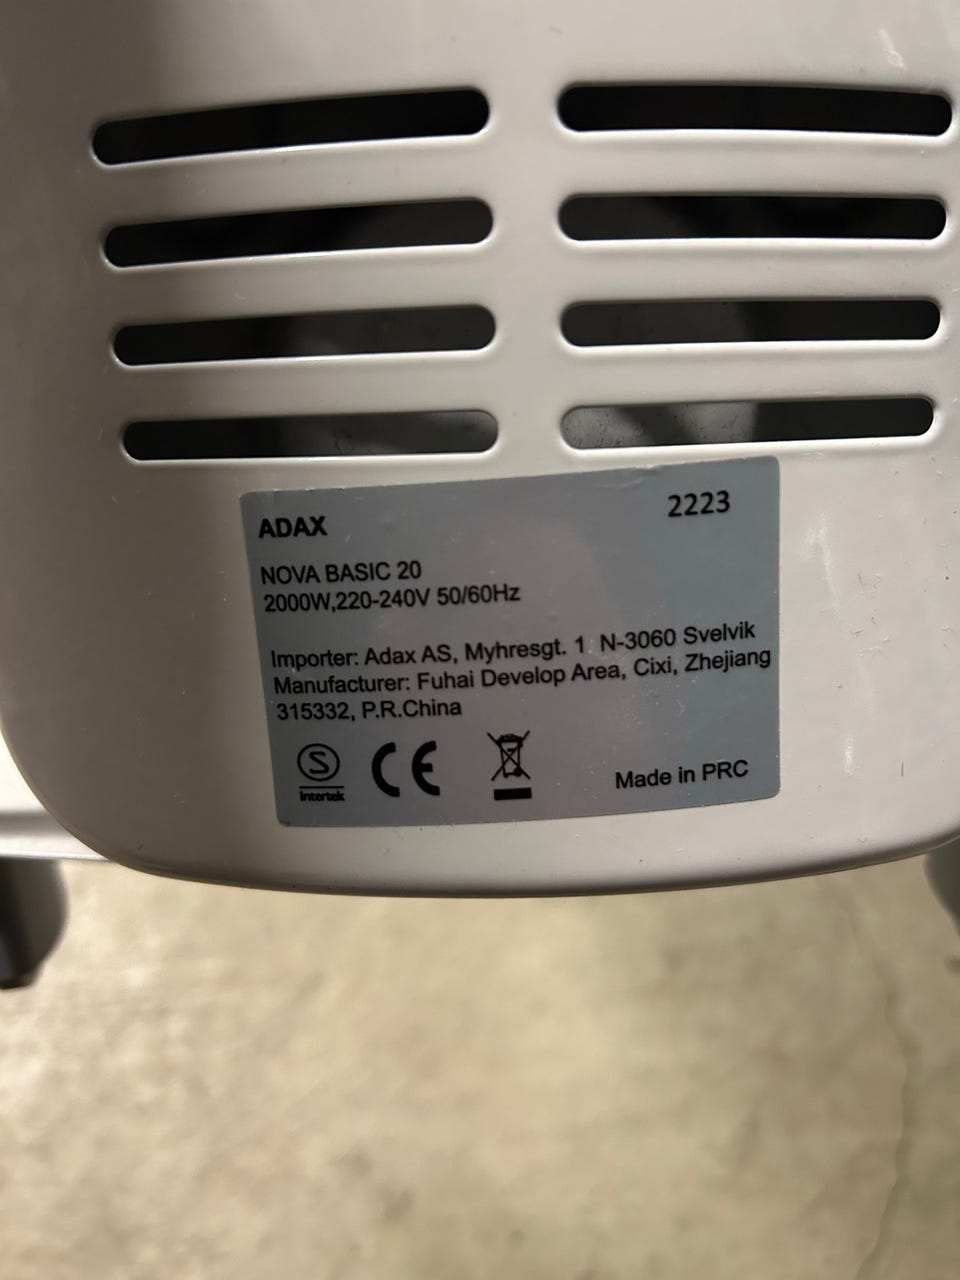 ADAX
2223
NOVA BASIC 20
2000W,220-240V 50/60Hz
Importer: Adax AS, Myhresgt. 1 N-3060 Svelvik
Manufacturer: Fuhai Develop Area, Cixi, Zhejiang
315332, P.R.China
S
Intertek
CE
Made in PRC